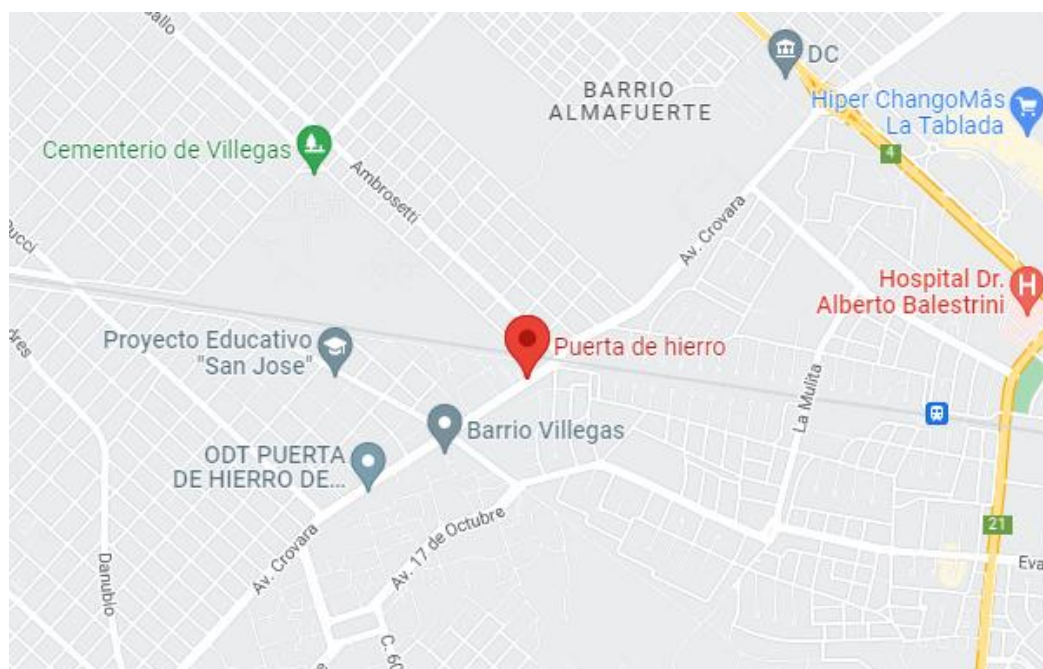 DC
BARRIO
ALMAFUERTE
Hiper ChangoMâs
La Tablada
4
Cementerio de Villegas
Ambrosetti
Av. Crovara
Hospital Dr.
Alberto Balestrini
H
Proyecto Educativo
"San Jose"
Puerta de hierro
La Mulita
Barrio Villegas
ODT PUERTA
DE HIERRO DE...
Av. 17 de Octubre
21
Av. Crovara
Danubio
Eva
C. 60